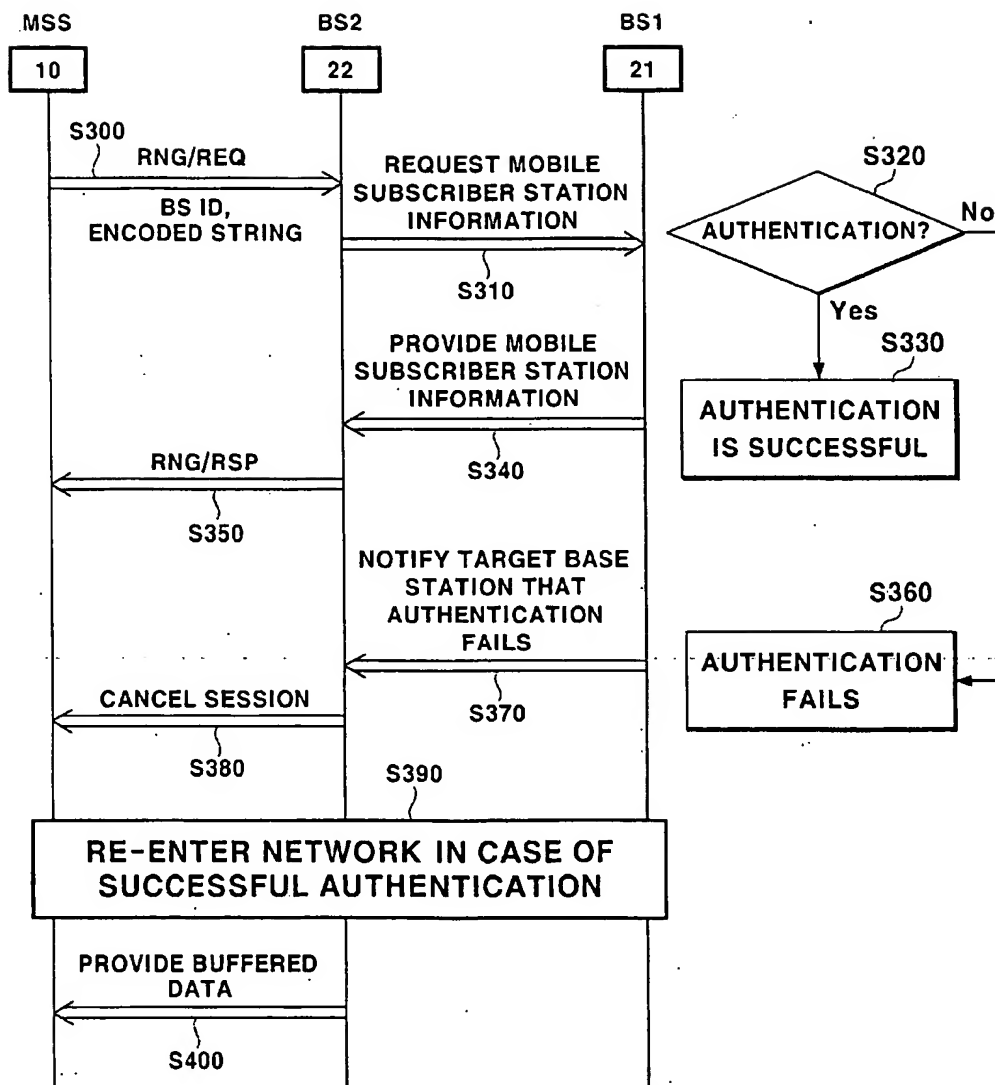 MSS
BS2
BS1
10
22
21
S300
RNG/REQ
BS ID,
ENCODED STRING
REQUEST MOBILE
SUBSCRIBER STATION
INFORMATION
S310
S320
AUTHENTICATION?
No
Yes
S330
AUTHENTICATION
IS SUCCESSFUL
PROVIDE MOBILE
SUBSCRIBER STATION
INFORMATION
S340
RNG/RSP
S350
NOTIFY TARGET BASE
STATION THAT
AUTHENTICATION
FAILS
S370
S360
AUTHENTICATION
FAILS
CANCEL SESSION
S380
S390
RE-ENTER NETWORK IN CASE OF
SUCCESSFUL AUTHENTICATION
PROVIDE BUFFERED
DATA
S400